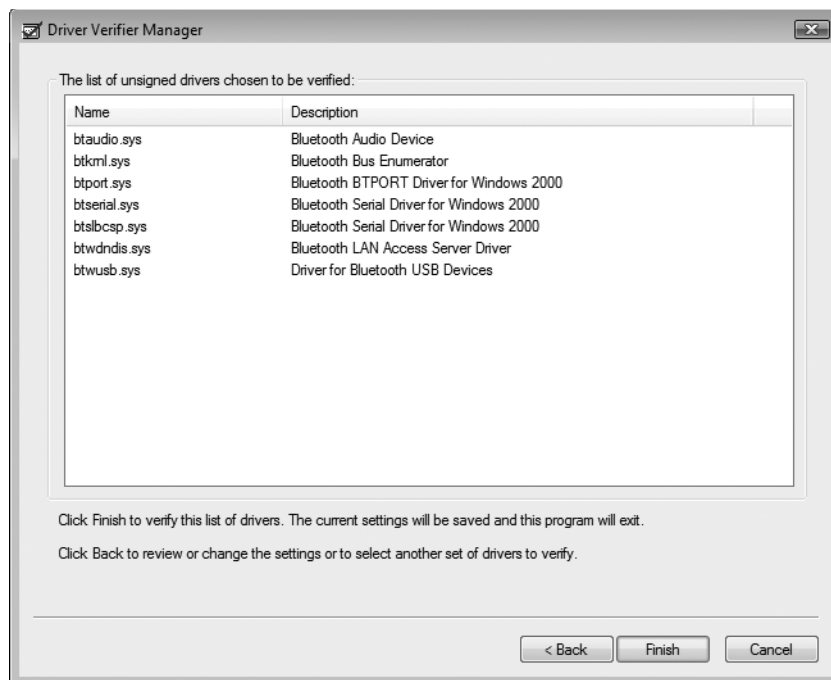 Driver Verifier Manager
The list of unsigned drivers chosen to be verified:
Name Description
btaudio.sys Bluetooth Audio Device
btkrnl.sys Bluetooth Bus Enumerator
btport.sys Bluetooth BTPORT Driver for Windows 2000
btserial.sys Bluetooth Serial Driver for Windows 2000
btslbcsp.sys Bluetooth Serial Driver for Windows 2000
btwdndis.sys Bluetooth LAN Access Server Driver
btwusb.sys Driver for Bluetooth USB Devices
Click Finish to verify this list of drivers. The current settings will be saved and this program will exit.
Click Back to review or change the settings or to select another set of drivers to verify.
< Back Finish Cancel